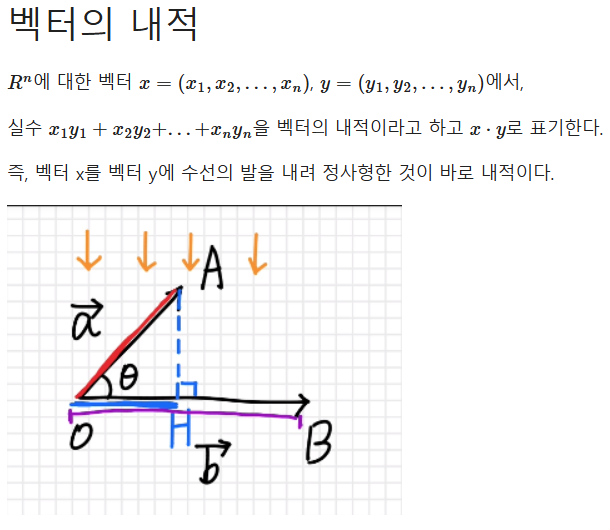 벡터의 내적
Rⁿ에 대한 벡터 x = (x₁, x₂, . . . , xₙ), y = (y₁, y₂, . . . , yₙ)에서,
실수 x₁y₁ + x₂y₂+. . .+xₙyₙ을 벡터의 내적이라고 하고 x · y로 표기한다.
즉, 벡터 x를 벡터 y에 수선의 발을 내려 정사형한 것이 바로 내적이다.
A
a⃗
θ
O
H
b⃗
B